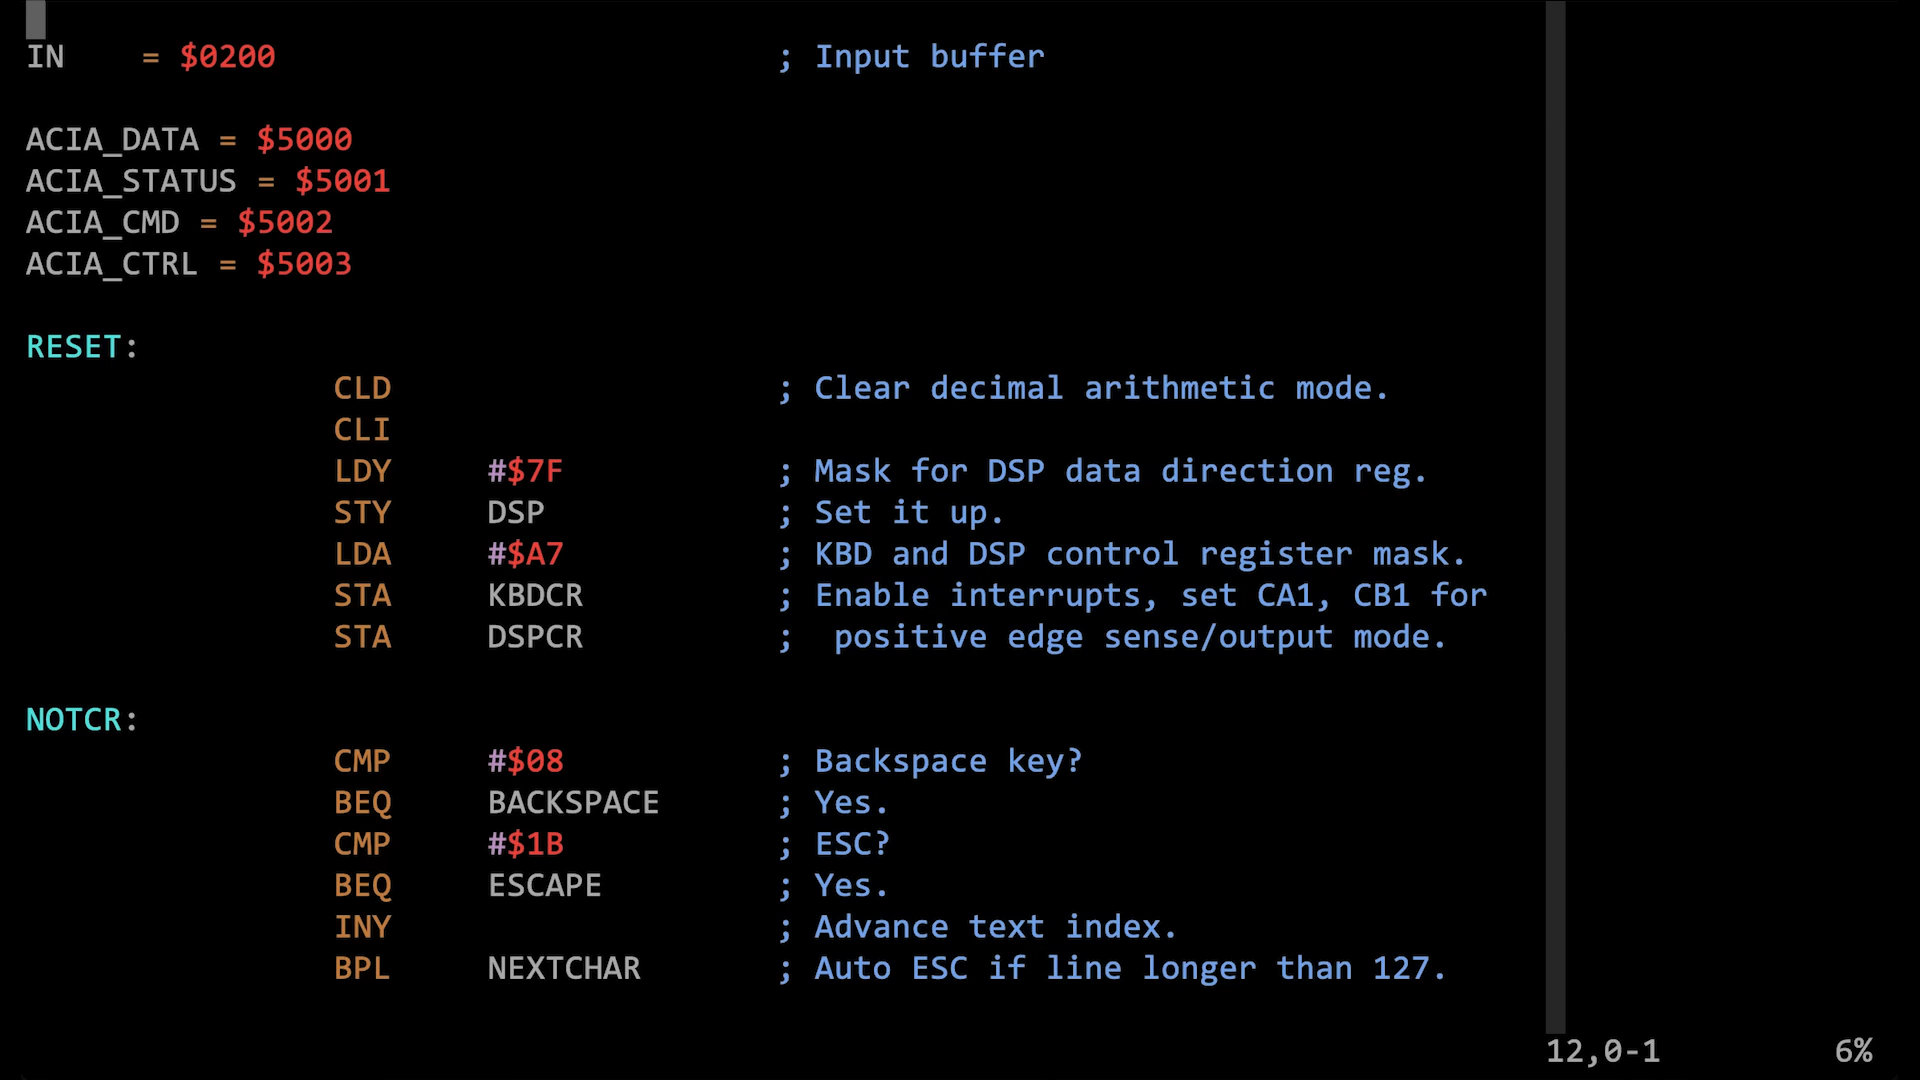 IN    = $0200                          ; Input buffer
ACIA_DATA = $5000
ACIA_STATUS = $5001
ACIA_CMD = $5002
ACIA_CTRL = $5003
RESET:
                CLD                    ; Clear decimal arithmetic mode.
                CLI
                LDY     #$7F           ; Mask for DSP data direction reg.
                STY     DSP            ; Set it up.
                LDA     #$A7           ; KBD and DSP control register mask.
                STA     KBDCR          ; Enable interrupts, set CA1, CB1 for
                STA     DSPCR          ;  positive edge sense/output mode.
NOTCR:
                CMP     #$08           ; Backspace key?
                BEQ     BACKSPACE      ; Yes.
                CMP     #$1B           ; ESC?
                BEQ     ESCAPE         ; Yes.
                INY                    ; Advance text index.
                BPL     NEXTCHAR       ; Auto ESC if line longer than 127.
12,0-1         6%